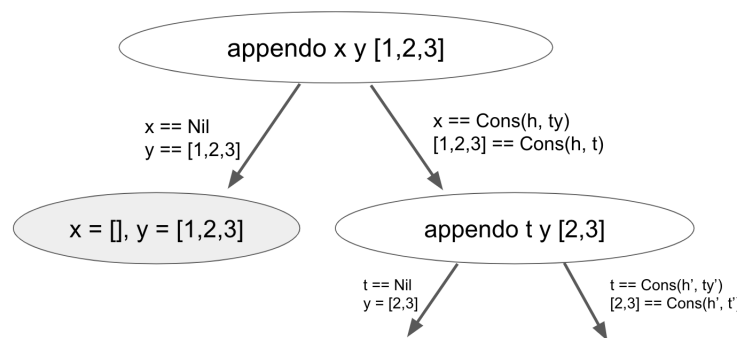 appendo x y [1,2,3]
x == Nil
y == [1,2,3]
x == Cons(h, ty)
[1,2,3] == Cons(h, t)
x = [], y = [1,2,3]
appendo t y [2,3]
t == Nil
y = [2,3]
t == Cons(h’, ty’)
[2,3] == Cons(h’, t’)